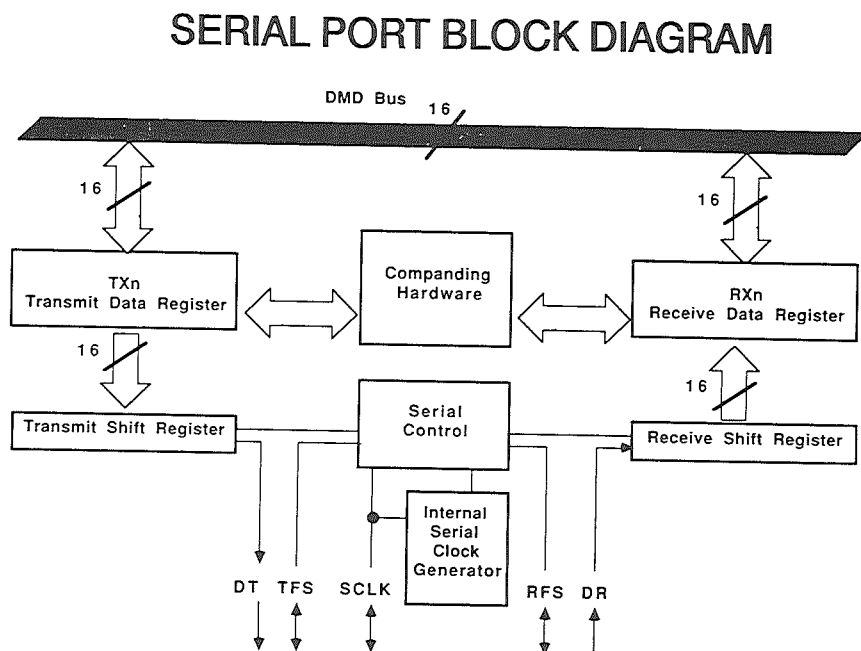 SERIAL PORT BLOCK DIAGRAM
DMD Bus
16
16
16
TXn
Transmit Data Register
Companding
Hardware
RXn
Receive Data Register
16
16
Transmit Shift Register
Serial
Control
Receive Shift Register
Internal
Serial
Clock
Generator
DT TFS SCLK RFS DR